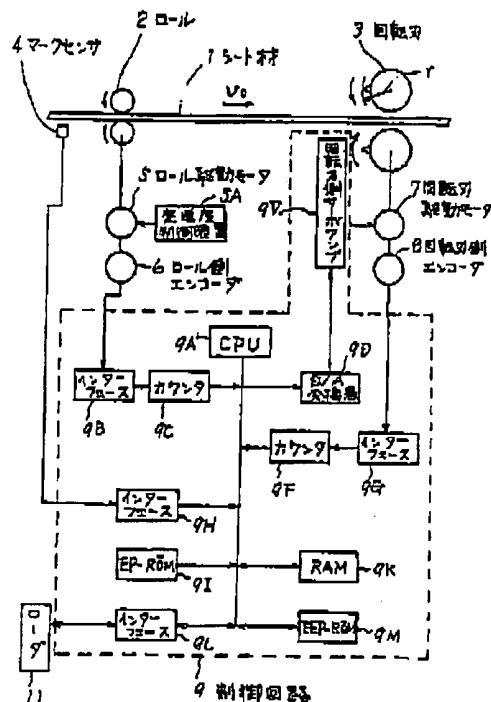 2 ロール
4 マークセンサ
1シート材
V₀
3 回転刃
r
5 ロール駆動モータ
5A
定速度
制御装置
6 ロール側
エンコーダ
9E
回転刃側サーボアンプ
7 回転刃
駆動モータ
8 回転刃側
エンコーダ
9A
CPU
インター
フェース
9B
カウンタ
9C
D/A
変換器
9D
カウンタ
9F
インター
フェース
9G
インター
フェース
9H
EP-ROM
9I
RAM
9K
ローダ
11
インター
フェース
9L
EEP-ROM
9M
9 制御回路